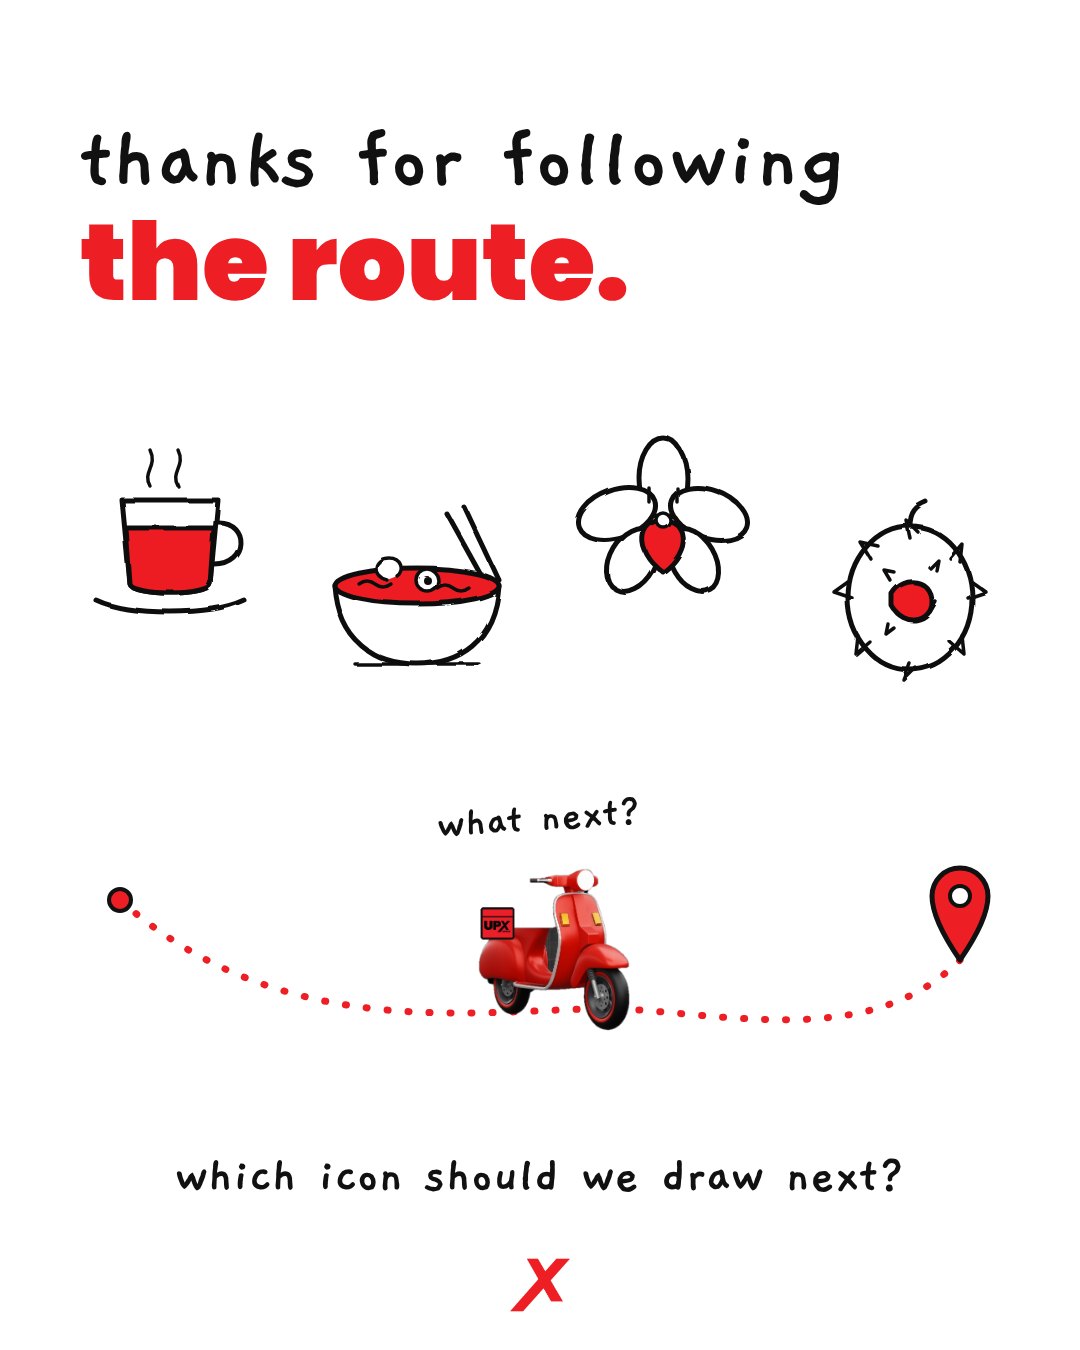 thanks for following
the route.
what next?
UPX
which icon should we draw next?
X